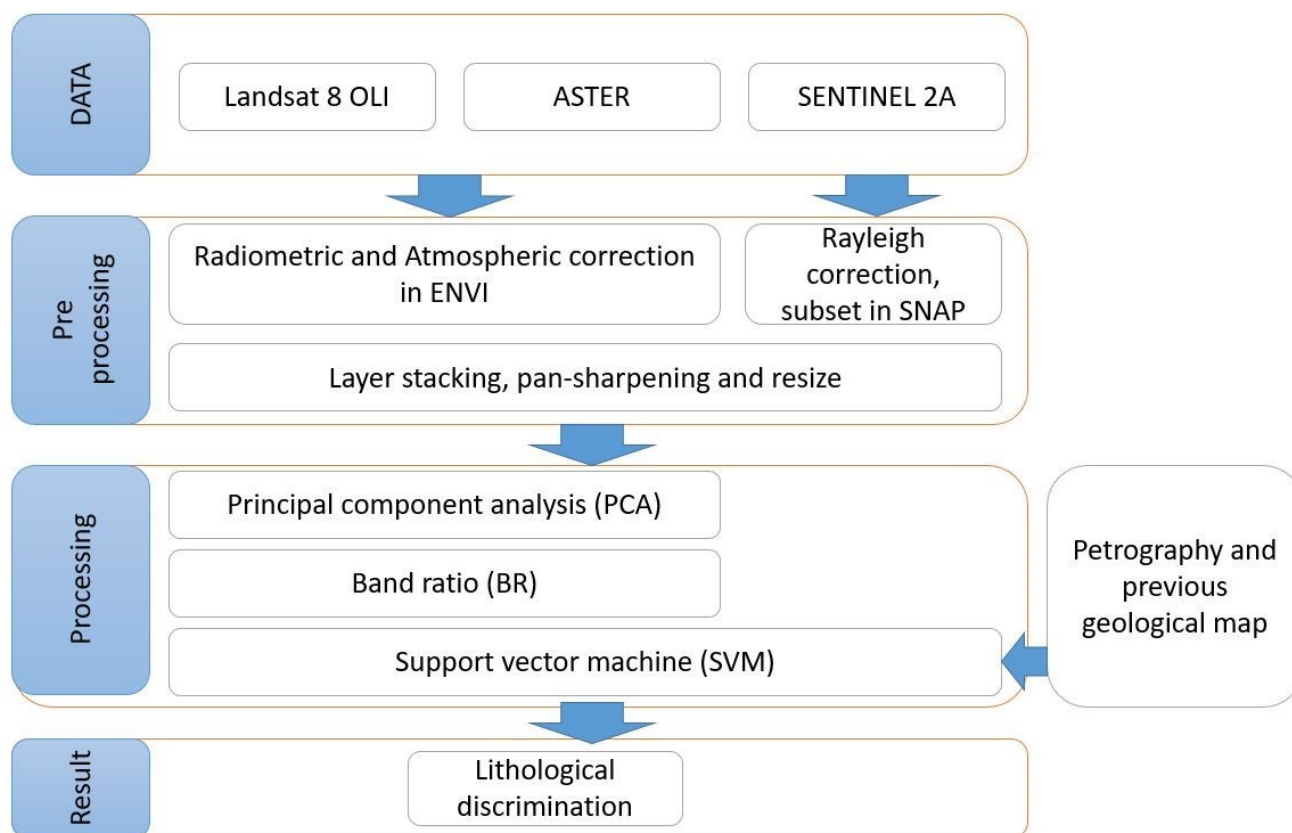 DATA
Landsat 8 OLI
ASTER
SENTINEL 2A
Pre
processing
Radiometric and Atmospheric correction
in ENVI
Rayleigh
correction,
subset in SNAP
Layer stacking, pan-sharpening and resize
Processing
Principal component analysis (PCA)
Band ratio (BR)
Support vector machine (SVM)
Petrography and
previous
geological map
Result
Lithological
discrimination